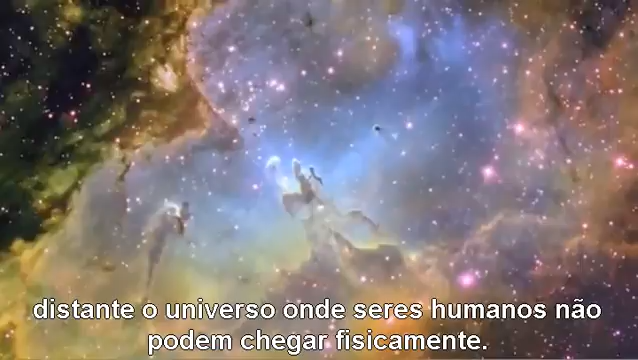 distante o universo onde seres humanos não
podem chegar fisicamente.